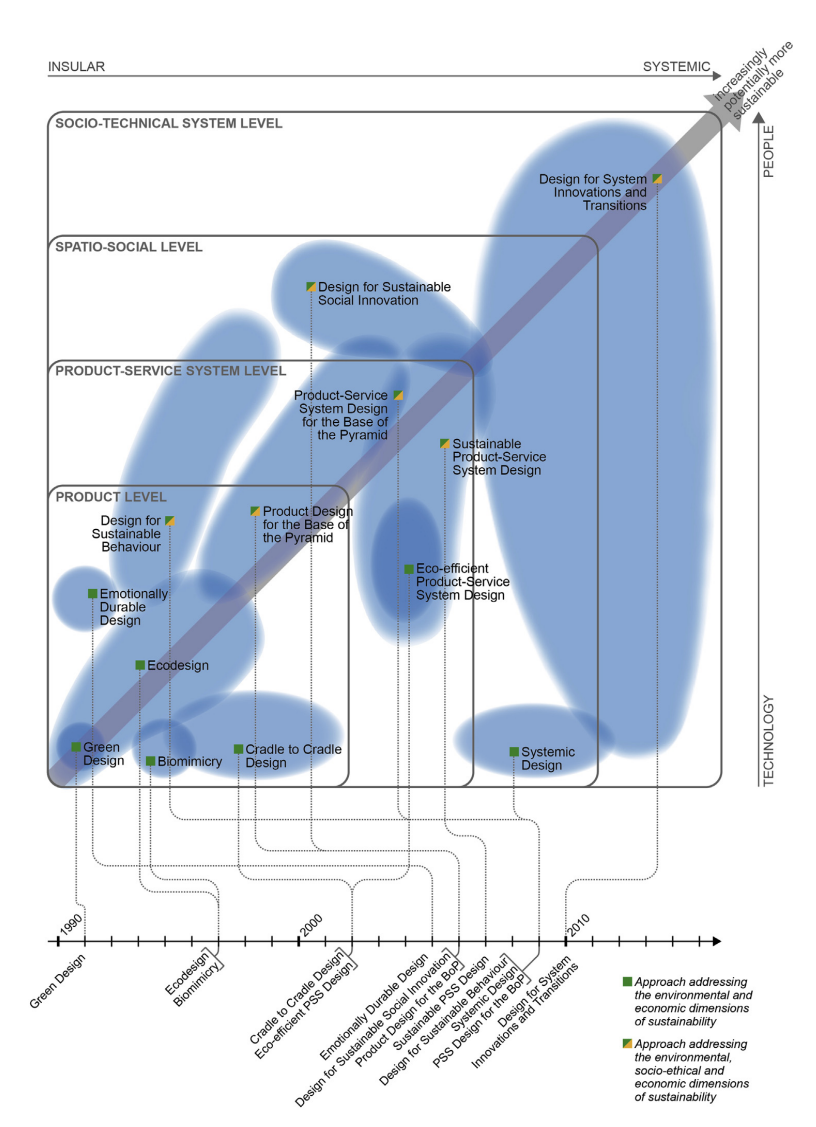 INSULAR
SYSTEMIC
Increasingly
potentially more
sustainable
SOCIO-TECHNICAL SYSTEM LEVEL
PEOPLE
Design for System
Innovations and
Transitions
SPATIO-SOCIAL LEVEL
Design for Sustainable
Social Innovation
PRODUCT-SERVICE SYSTEM LEVEL
Product-Service
System Design
for the Base of
the Pyramid
Sustainable
Product-Service
System Design
PRODUCT LEVEL
Design for
Sustainable
Behaviour
Product Design
for the Base of
the Pyramid
Eco-efficient
Product-Service
System Design
Emotionally
Durable
Design
Ecodesign
Green
Design
Biomimicry
Cradle to Cradle
Design
Systemic
Design
TECHNOLOGY
1990
2000
2010
Green Design
Ecodesign
Biomimicry
Cradle to Cradle Design
Eco-efficient PSS Design
Emotionally Durable Design
Design for Sustainable Social Innovation
Product Design for the BoP
Sustainable PSS Design
Design for Sustainable Behaviour
Systemic Design
PSS Design for the BoP
Design for System
Innovations and Transitions
Approach addressing
the environmental and
economic dimensions
of sustainability
Approach addressing
the environmental,
socio-ethical and
economic dimensions
of sustainability